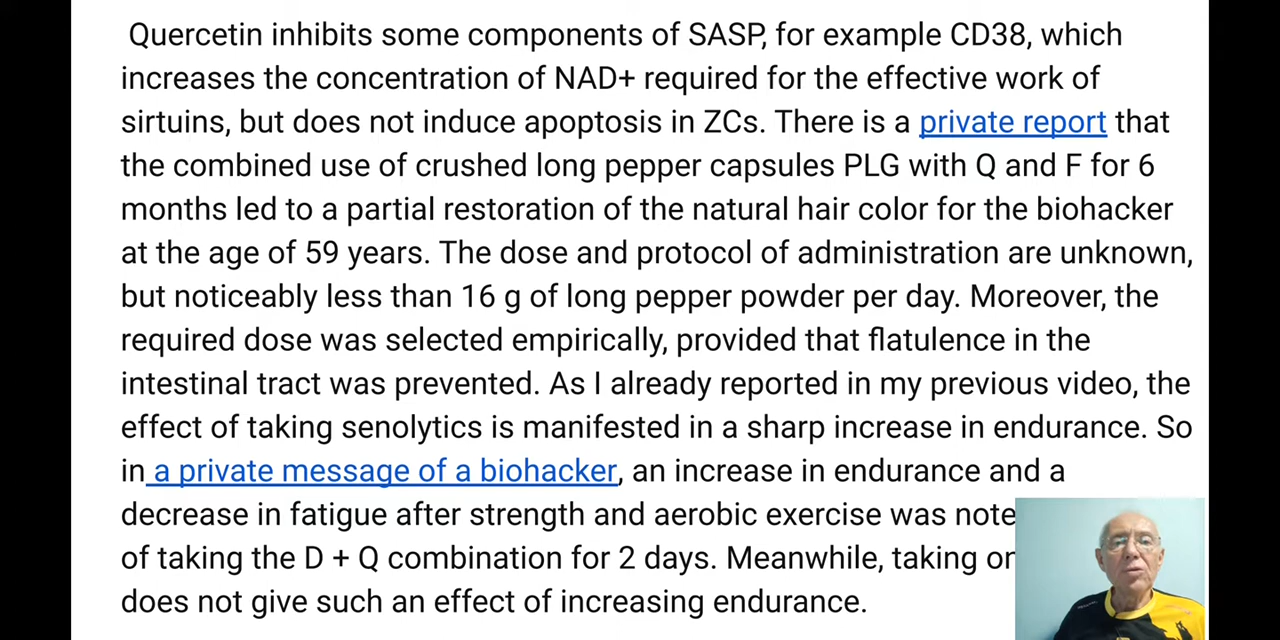 Quercetin inhibits some components of SASP, for example CD38, which
increases the concentration of NAD+ required for the effective work of
sirtuins, but does not induce apoptosis in ZCs. There is a private report that
the combined use of crushed long pepper capsules PLG with Q and F for 6
months led to a partial restoration of the natural hair color for the biohacker
at the age of 59 years. The dose and protocol of administration are unknown,
but noticeably less than 16 g of long pepper powder per day. Moreover, the
required dose was selected empirically, provided that flatulence in the
intestinal tract was prevented. As I already reported in my previous video, the
effect of taking senolytics is manifested in a sharp increase in endurance. So
in a private message of a biohacker, an increase in endurance and a
decrease in fatigue after strength and aerobic exercise was
of taking the D + Q combination for 2 days. Meanwhile, taking
does not give such an effect of increasing endurance.